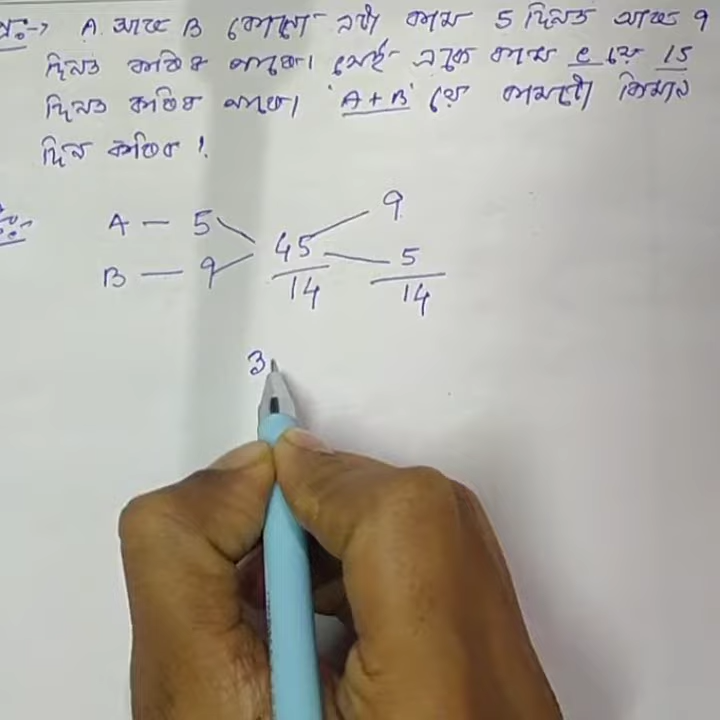 প্ৰ:→ A আৰু B কোনো এটা কাম 5 দিনত আৰু 9
দিনত কৰিব পাৰে। সেই একে কাম c য়ে 15
দিনত কৰিব পাৰে। A+B য়ে কামটো কিমান
দিন কৰিব ?
A — 5
B — 9
45
14
9
5
14
3